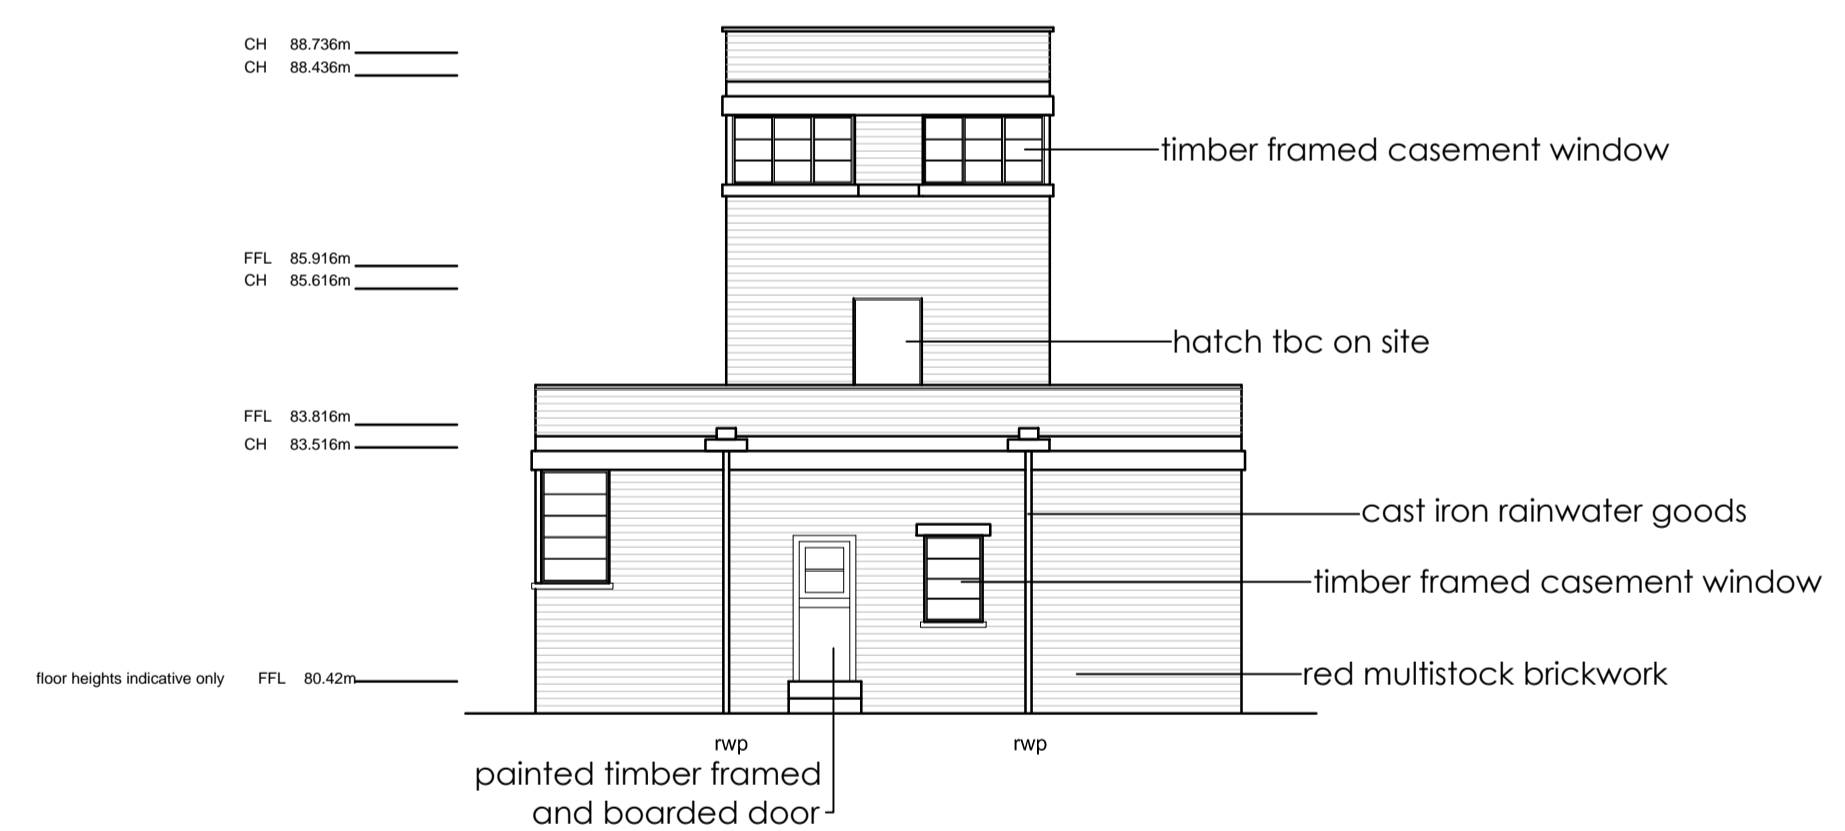 CH 88.736m
CH 88.436m
timber framed casement window
FFL 85.916m
CH 85.616m
hatch tbc on site
FFL 83.816m
CH 83.516m
cast iron rainwater goods
timber framed casement window
red multistock brickwork
floor heights indicative only FFL 80.42m
rwp rwp
painted timber framed
and boarded door